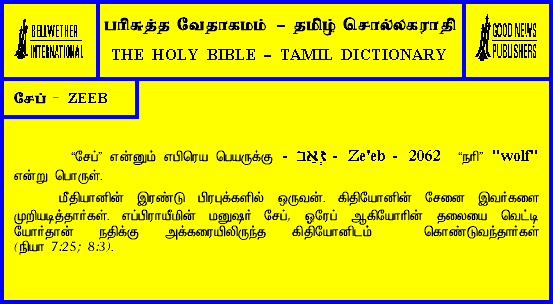 BELLWETHER
INTERNATIONAL
பரிசுத்த வேதாகமம் – தமிழ் சொல்லகராதி
THE HOLY BIBLE – TAMIL DICTIONARY
GOOD NEWS
PUBLISHERS
சேப் - ZEEB
“சேப்” என்னும் எபிரெய பெயருக்கு - זְאֵב - Ze'eb - 2062 “நரி” "wolf"
என்று பொருள்.
மீதியானின் இரண்டு பிரபுக்களில் ஒருவன். கிதியோனின் சேனை இவர்களை
முறியடித்தார்கள். எப்பிராயீமின் மனுஷர் சேப், ஓரேப் ஆகியோரின் தலையை வெட்டி
யோர்தான் நதிக்கு அக்கரையிலிருந்த கிதியோனிடம் கொண்டுவந்தார்கள்
(நியா 7:25; 8:3).